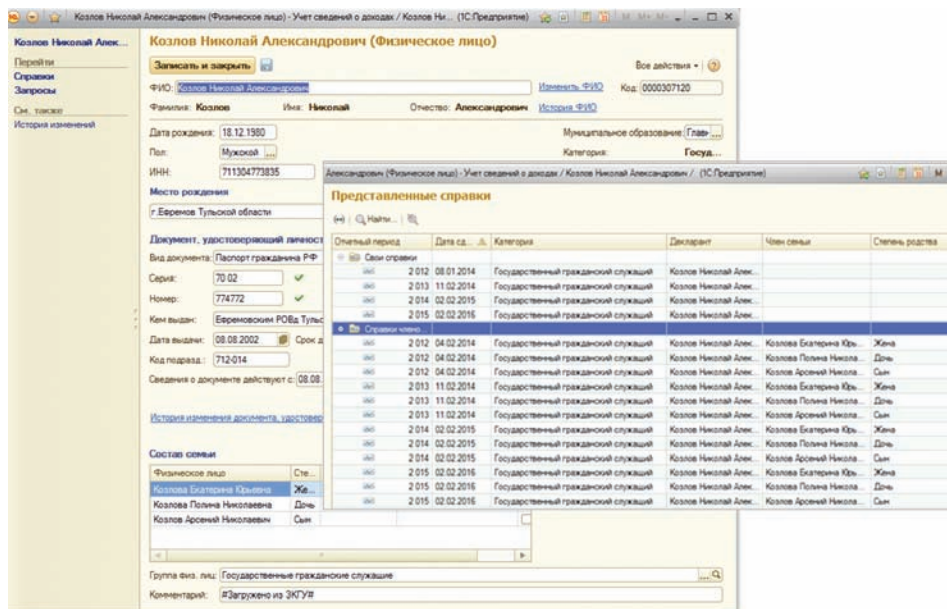 Козлов Николай Александрович (Физическое лицо) - Учет сведений о доходах / Козлов Ни... (1С:Предприятие)
M M+ M-
Козлов Николай Алек...
Перейти
Справки
Запросы
См. также
История изменений
Козлов Николай Александрович (Физическое лицо)
Записать и закрыть
Все действия
ФИО: Козлов Николай Александрович Изменить ФИО Код: 0000307120
Фамилия: Козлов Имя: Николай Отчество: Александрович История ФИО
Дата рождения: 18.12.1980 Муниципальное образование: Главн ...
Пол: Мужской ... Категория: Госуд...
ИНН: 711304773835
Место рождения
г.Ефремов Тульской области
Документ, удостоверяющий личност
Вид документа: Паспорт гражданина РФ
Серия: 70 02
Номер: 774772
Кем выдан: Ефремовским РОВД Тульс
Дата выдачи: 08.08.2002 Срок д
Код подразд.: 712-014
Сведения о документе действуют с: 08.08.
История изменения документа, удостовер
Состав семьи
Физическое лицо Сте...
Козлова Екатерина Юрьевна Же...
Козлова Полина Николаевна Дочь
Козлов Арсений Николаевич Сын
Группа физ. лиц: Государственные гражданские служащие ...
Комментарий: #Загружено из ЗКГУ#
Александрович (Физическое лицо) - Учет сведений о доходах / Козлов Николай Александрович / (1С:Предприятие)
M
Представленные справки
Найти...
Отчетный период Дата сд... Категория Декларант Член семьи Степень родства
Свои справки
2 012 08.01.2014 Государственный гражданский служащий Козлов Николай Алек...
2 013 11.02.2014 Государственный гражданский служащий Козлов Николай Алек...
2 014 02.02.2015 Государственный гражданский служащий Козлов Николай Алек...
2 015 02.02.2016 Государственный гражданский служащий Козлов Николай Алек...
Справки члено...
2 012 04.02.2014 Государственный гражданский служащий Козлов Николай Алек... Козлова Екатерина Юрь... Жена
2 012 04.02.2014 Государственный гражданский служащий Козлов Николай Алек... Козлова Полина Никола... Дочь
2 012 04.02.2014 Государственный гражданский служащий Козлов Николай Алек... Козлов Арсений Никола... Сын
2 013 11.02.2014 Государственный гражданский служащий Козлов Николай Алек... Козлова Екатерина Юрь... Жена
2 013 11.02.2014 Государственный гражданский служащий Козлов Николай Алек... Козлова Полина Никола... Дочь
2 013 11.02.2014 Государственный гражданский служащий Козлов Николай Алек... Козлов Арсений Никола... Сын
2 014 02.02.2015 Государственный гражданский служащий Козлов Николай Алек... Козлова Екатерина Юрь... Жена
2 014 02.02.2015 Государственный гражданский служащий Козлов Николай Алек... Козлова Полина Никола... Дочь
2 014 02.02.2015 Государственный гражданский служащий Козлов Николай Алек... Козлов Арсений Никола... Сын
2 015 02.02.2016 Государственный гражданский служащий Козлов Николай Алек... Козлова Екатерина Юрь... Жена
2 015 02.02.2016 Государственный гражданский служащий Козлов Николай Алек... Козлова Полина Никола... Дочь
2 015 02.02.2016 Государственный гражданский служащий Козлов Николай Алек... Козлов Арсений Никола... Сын